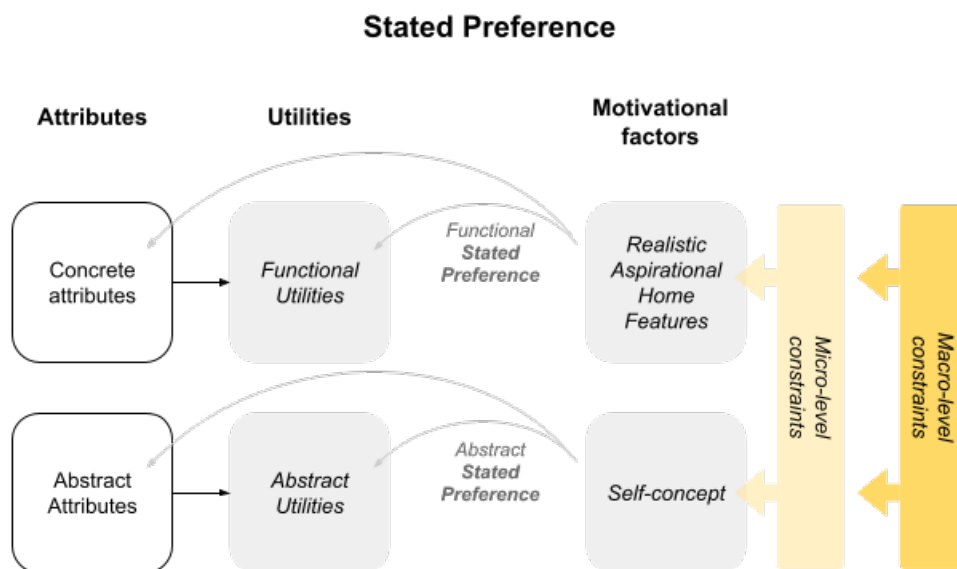 Stated Preference
Attributes
Utilities
Motivational
factors
Concrete
attributes
Functional
Utilities
Functional
Stated
Preference
Realistic
Aspirational
Home
Features
Abstract
Attributes
Abstract
Utilities
Abstract
Stated
Preference
Self-concept
Micro-level
constraints
Macro-level
constraints